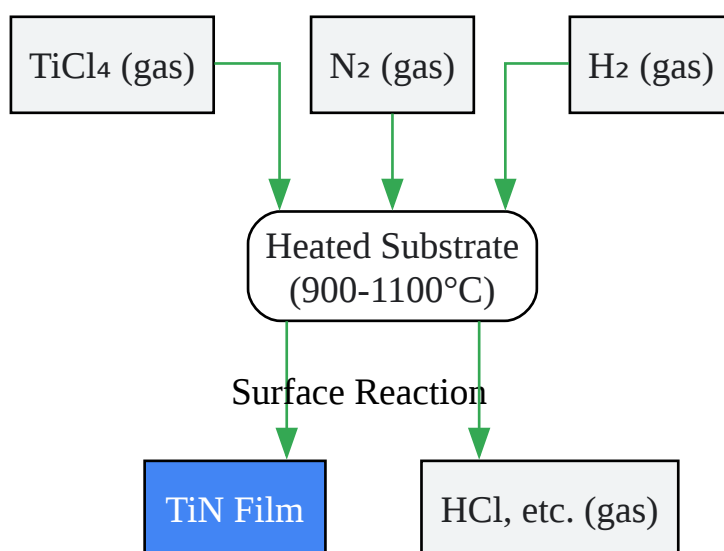 TiCl₄ (gas)
N₂ (gas)
H₂ (gas)
Heated Substrate
(900-1100°C)
Surface Reaction
TiN Film
HCl, etc. (gas)